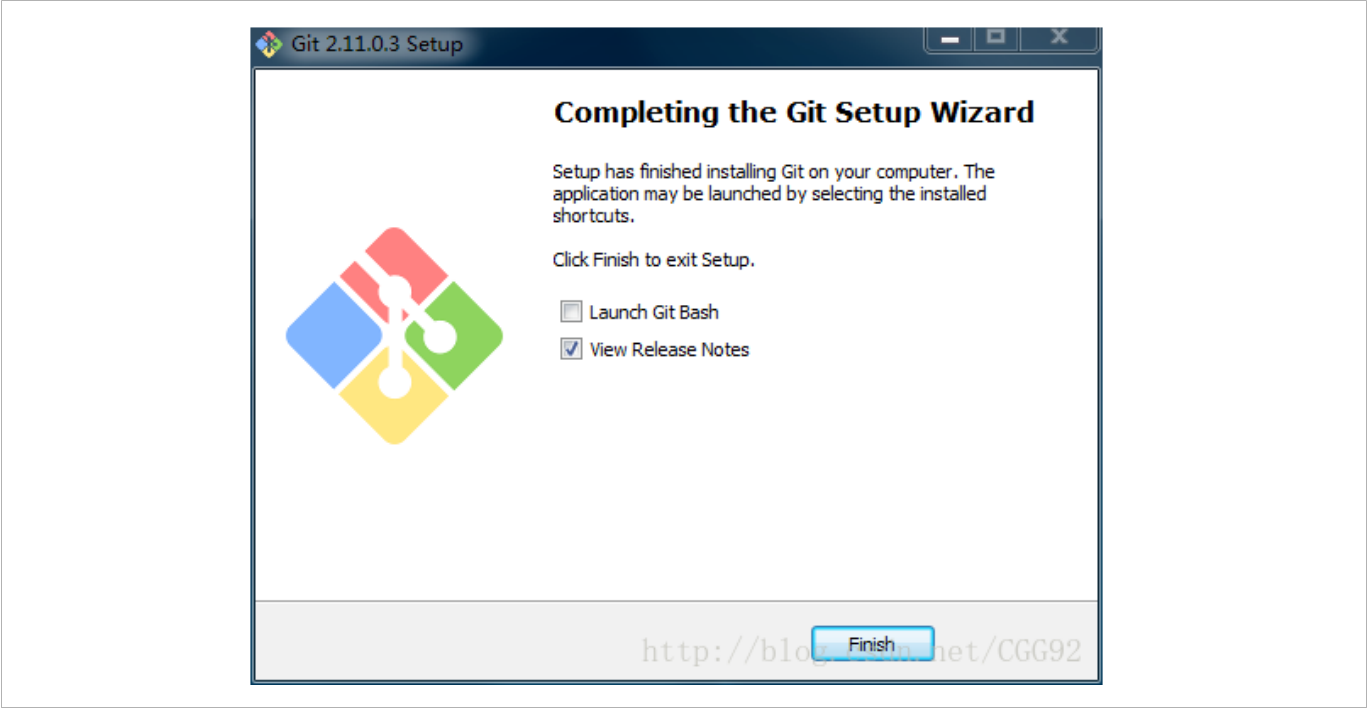 Git 2.11.0.3 Setup
Completing the Git Setup Wizard
Setup has finished installing Git on your computer. The
application may be launched by selecting the installed
shortcuts.
Click Finish to exit Setup.
Launch Git Bash
View Release Notes
Finish
http://blog.csdn.net/CGG92